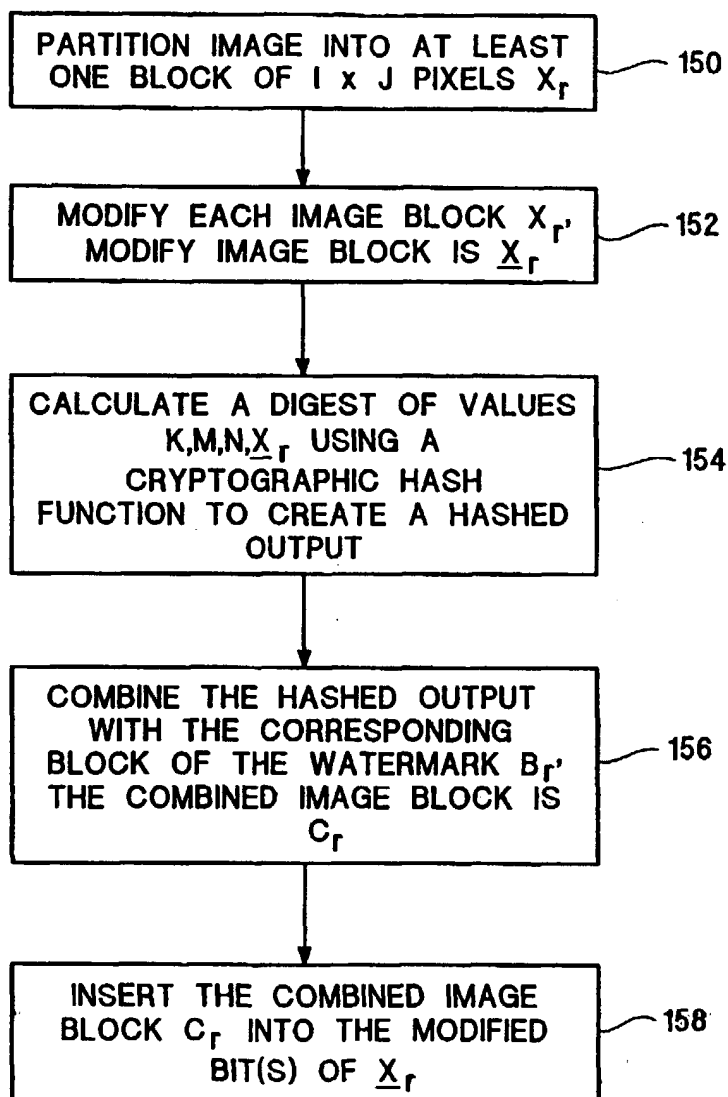 PARTITION IMAGE INTO AT LEAST
ONE BLOCK OF I x J PIXELS Xr
150
MODIFY EACH IMAGE BLOCK Xr,
MODIFY IMAGE BLOCK IS Xr
152
CALCULATE A DIGEST OF VALUES
K,M,N,Xr USING A
CRYPTOGRAPHIC HASH
FUNCTION TO CREATE A HASHED
OUTPUT
154
COMBINE THE HASHED OUTPUT
WITH THE CORRESPONDING
BLOCK OF THE WATERMARK Br,
THE COMBINED IMAGE BLOCK IS
Cr
156
INSERT THE COMBINED IMAGE
BLOCK Cr INTO THE MODIFIED
BIT(S) OF Xr
158